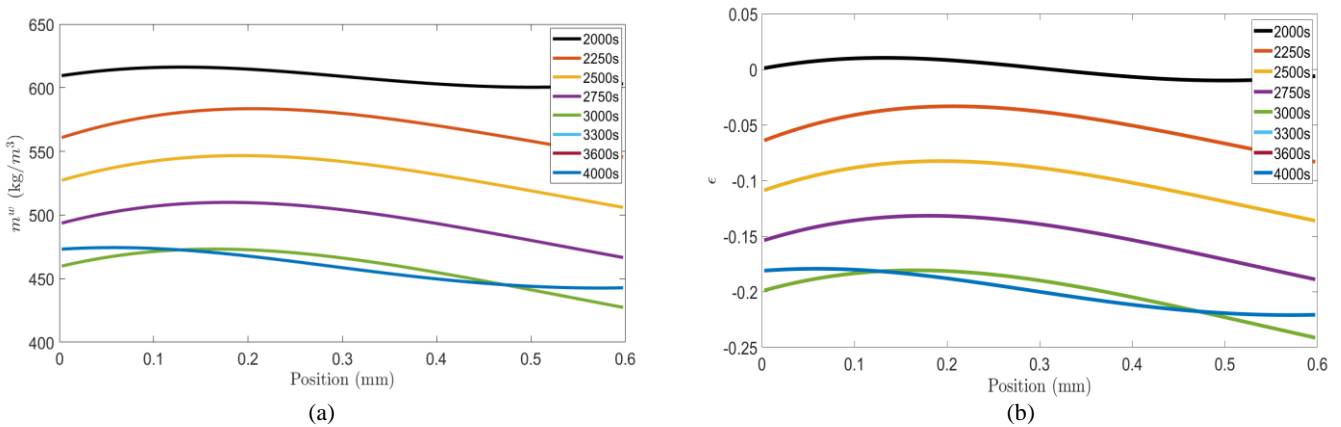 650
600
550
500
450
400
m^w (kg/m^3)
0 0.1 0.2 0.3 0.4 0.5 0.6
Position (mm)
2000s
2250s
2500s
2750s
3000s
3300s
3600s
4000s
(a)
0.05
0
-0.05
-0.1
-0.15
-0.2
-0.25
ϵ
0 0.1 0.2 0.3 0.4 0.5 0.6
Position (mm)
2000s
2250s
2500s
2750s
3000s
3300s
3600s
4000s
(b)